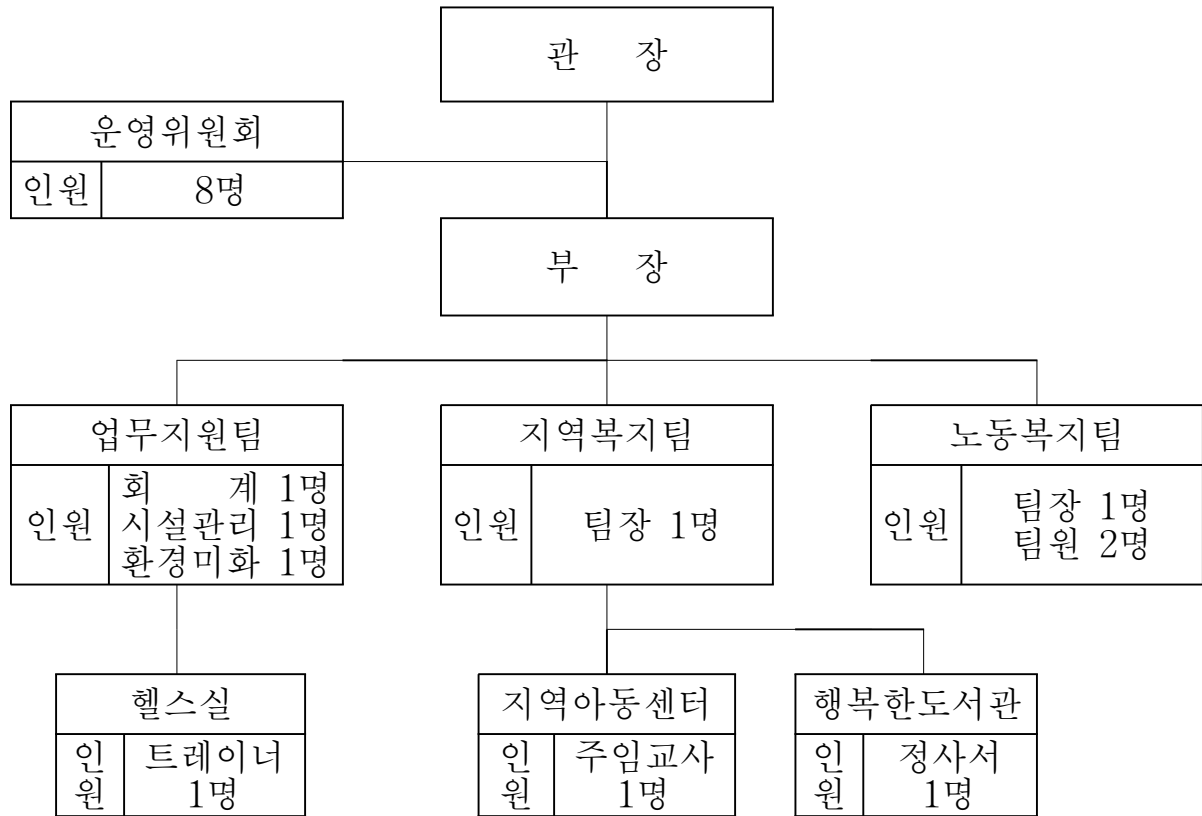 관 장
운영위원회
인원 8명
부 장
업무지원팀
인원
회 계 1명
시설관리 1명
환경미화 1명
지역복지팀
인원 팀장 1명
노동복지팀
인원
팀장 1명
팀원 2명
헬스실
인원
트레이너
1명
지역아동센터
인원
주임교사
1명
행복한도서관
인원
정사서
1명